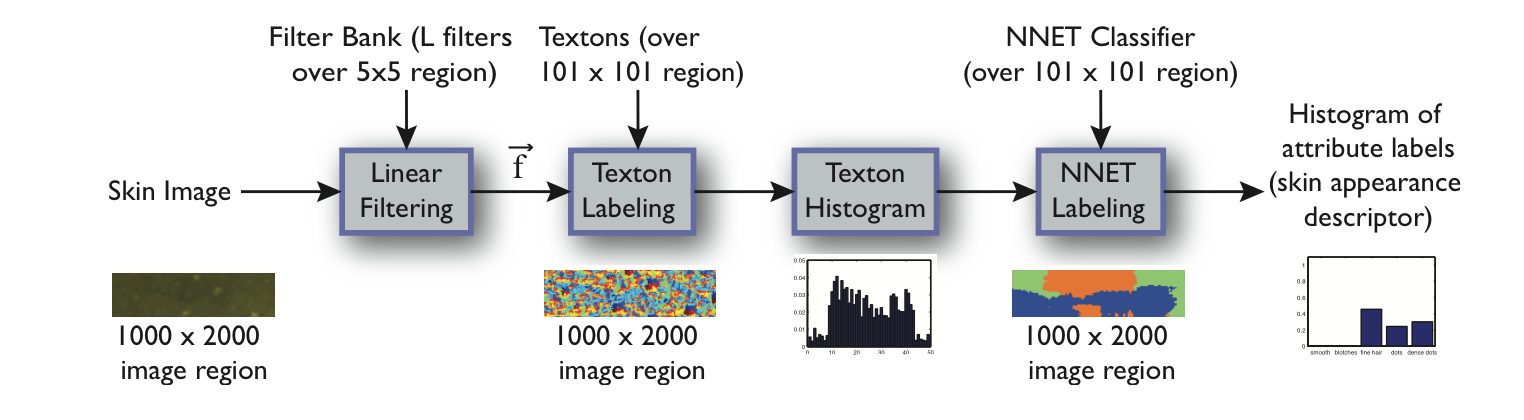 Filter Bank (L filters
over 5x5 region)
Textons (over
101 x 101 region)
NNET Classifier
(over 101 x 101 region)
Skin Image
Linear
Filtering
f
Texton
Labeling
Texton
Histogram
NNET
Labeling
Histogram of
attribute labels
(skin appearance
descriptor)
1000 x 2000
image region
1000 x 2000
image region
0.05
0.04
0.03
0.02
0.01
0
0 10 20 30 40 50
1000 x 2000
image region
1
0.8
0.6
0.4
0.2
0
smooth blotches fine hair dots dense dots